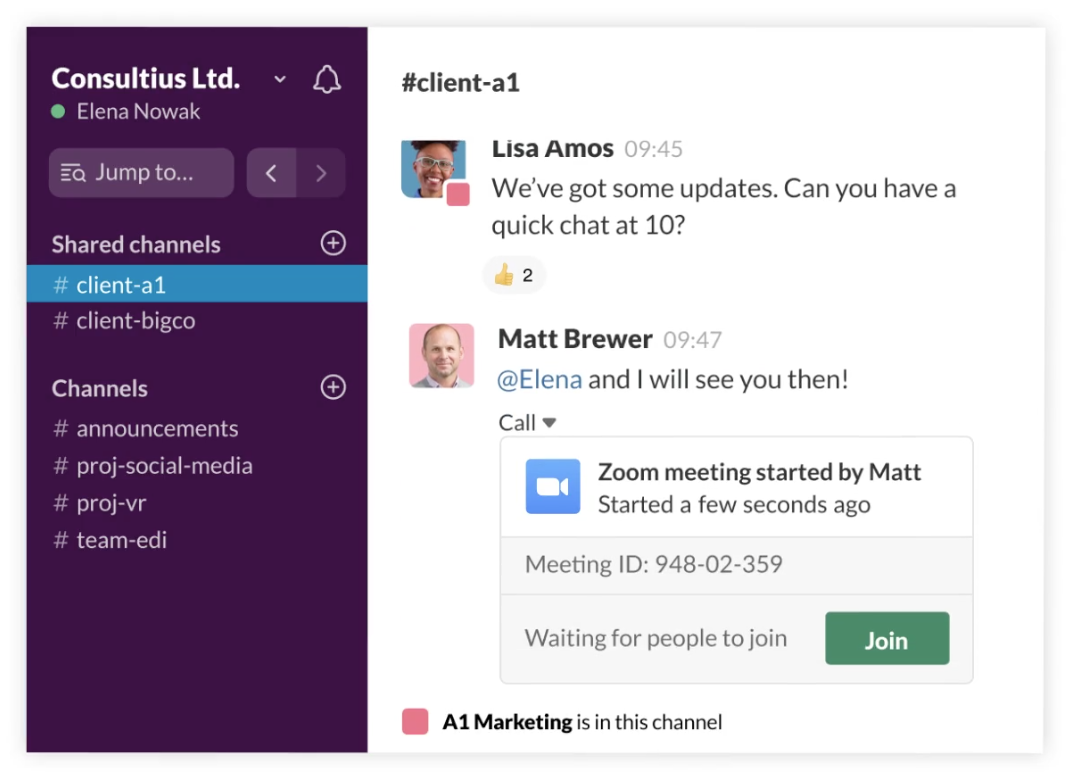 Consultius Ltd.
Elena Nowak
Jump to...
Shared channels
# client-a1
# client-bigco
Channels
# announcements
# proj-social-media
# proj-vr
# team-edi
#client-a1
Lisa Amos 09:45
We've got some updates. Can you have a
quick chat at 10?
👍 2
Matt Brewer 09:47
@Elena and I will see you then!
Call
Zoom meeting started by Matt
Started a few seconds ago
Meeting ID: 948-02-359
Waiting for people to join
Join
A1 Marketing is in this channel